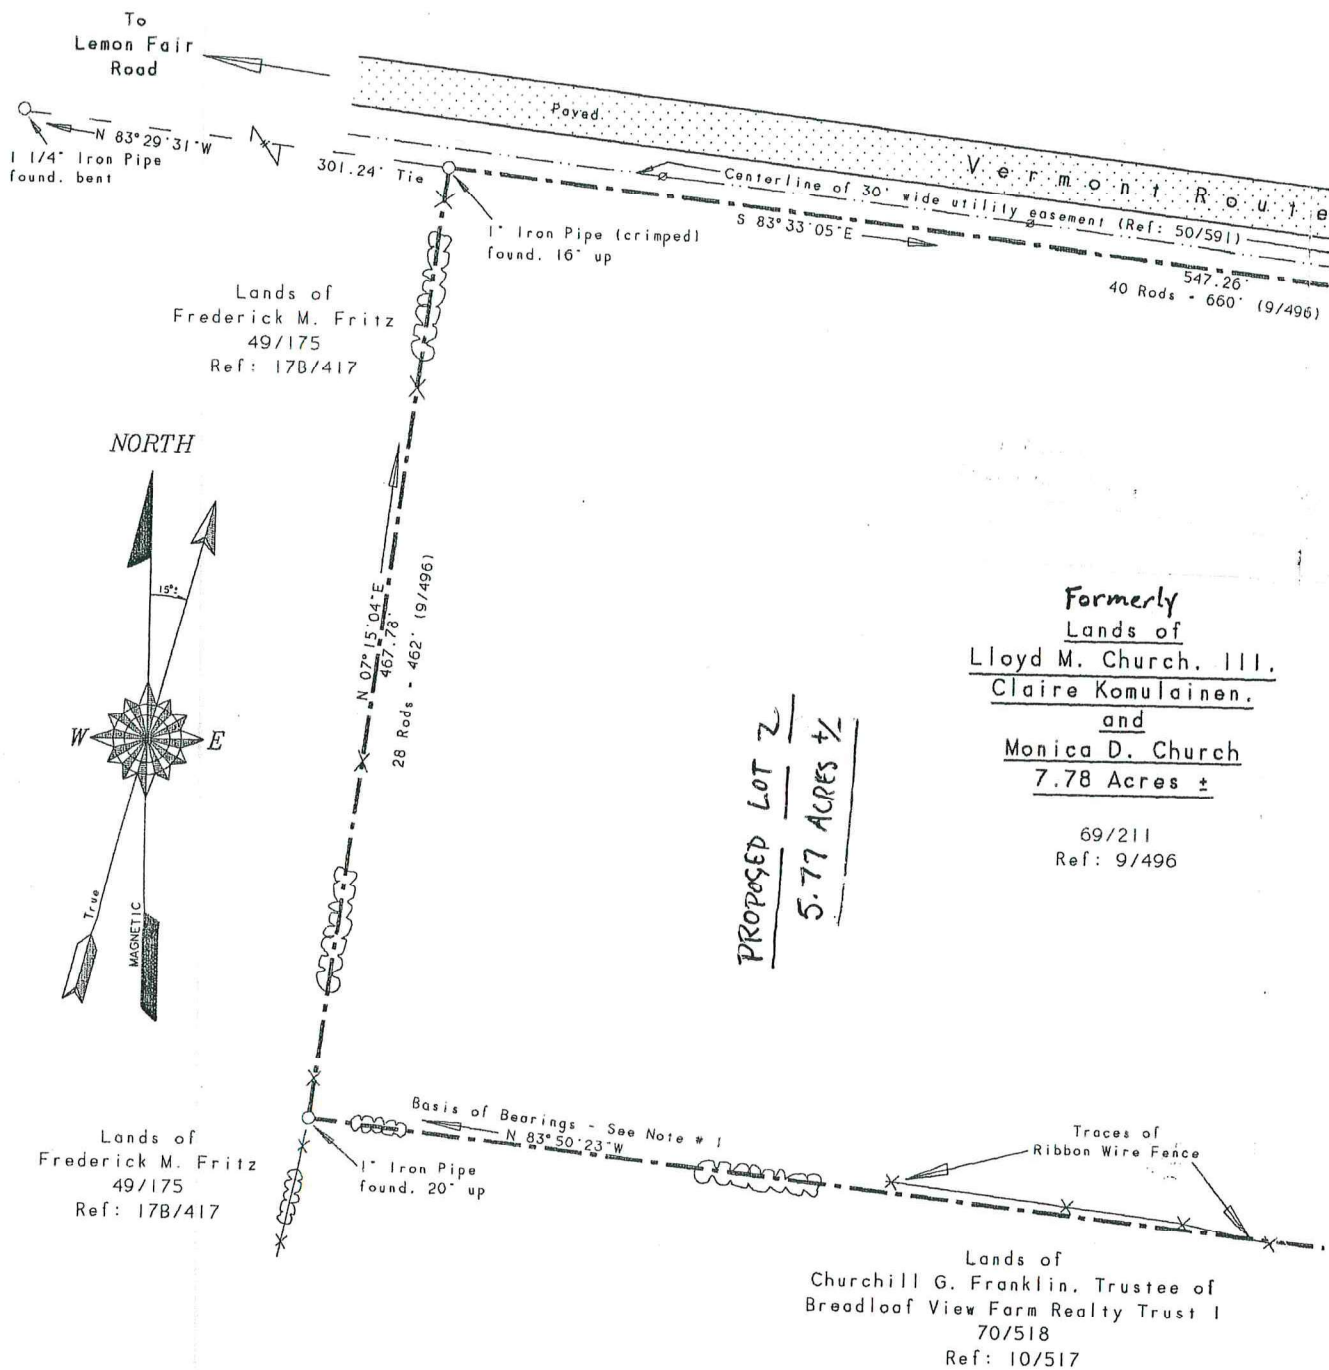 To
Lemon Fair
Road
Paved
N 83°29'31"W
1 1/4" Iron Pipe
found. bent
301.24' Tie
1" Iron Pipe (crimped)
found. 16" up
Centerline of 30' wide utility easement (Ref: 50/591)
Vermont Route
S 83°33'05"E
547.26'
40 Rods - 660' (9/496)
Lands of
Frederick M. Fritz
49/175
Ref: 17B/417
NORTH
15°±
W
E
True
MAGNETIC
N 07°15'04"E
467.78'
28 Rods - 462' (9/496)
Formerly
Lands of
Lloyd M. Church, III,
Claire Komulainen,
and
Monica D. Church
7.78 Acres ±
69/211
Ref: 9/496
PROPOSED LOT 2
5.77 ACRES +/-
Basis of Bearings - See Note # 1
N 83°50'23"W
1" Iron Pipe
found. 20" up
Lands of
Frederick M. Fritz
49/175
Ref: 17B/417
Traces of
Ribbon Wire Fence
Lands of
Churchill G. Franklin, Trustee of
Breadloaf View Farm Realty Trust I
70/518
Ref: 10/517